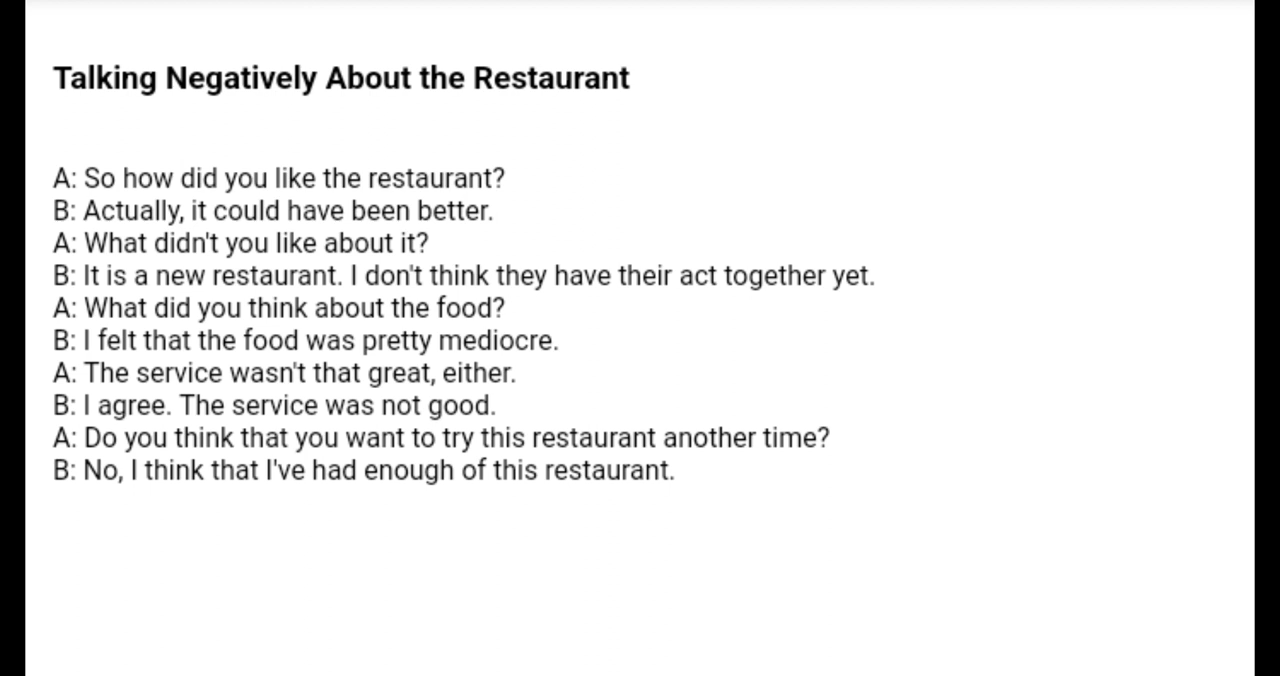 Talking Negatively About the Restaurant
A: So how did you like the restaurant?
B: Actually, it could have been better.
A: What didn't you like about it?
B: It is a new restaurant. I don't think they have their act together yet.
A: What did you think about the food?
B: I felt that the food was pretty mediocre.
A: The service wasn't that great, either.
B: I agree. The service was not good.
A: Do you think that you want to try this restaurant another time?
B: No, I think that I've had enough of this restaurant.